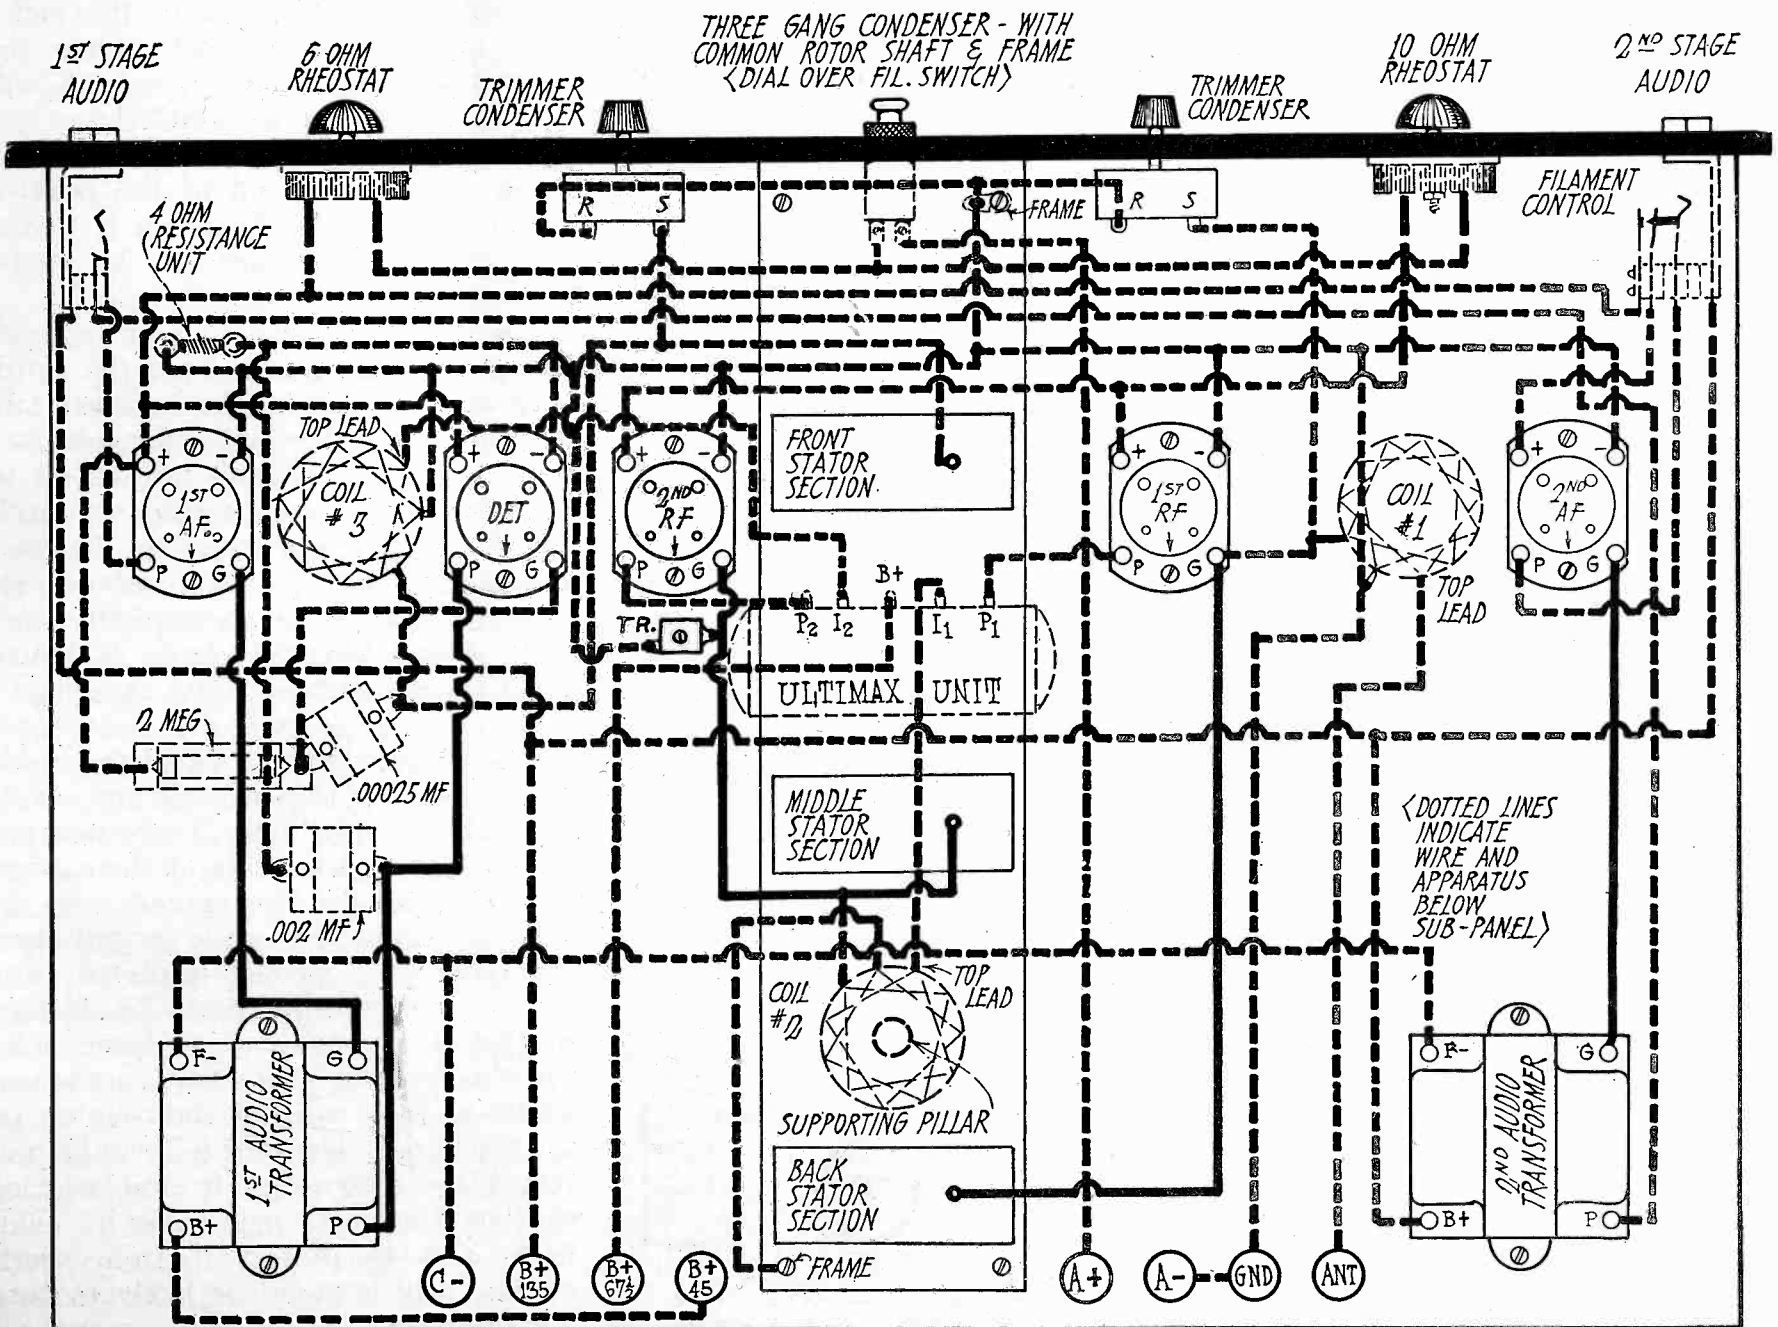 THREE GANG CONDENSER - WITH
COMMON ROTOR SHAFT & FRAME
<DIAL OVER FIL. SWITCH>
1ST STAGE
AUDIO
6 OHM
RHEOSTAT
TRIMMER
CONDENSER
TRIMMER
CONDENSER
10 OHM
RHEOSTAT
2ND STAGE
AUDIO
4 OHM
RESISTANCE
UNIT
R
S
FRAME
R
S
FILAMENT
CONTROL
TOP LEAD
+
-
1ST
AF.
P
G
COIL
# 3
+
-
DET
P
G
+
-
2ND
RF
P
G
FRONT
STATOR
SECTION.
+
-
1ST
RF
P
G
COIL
#1
TOP
LEAD
+
-
2ND
AF
P
G
TR.
B+
P2
I2
I1
P1
ULTIMAX UNIT
2 MEG
.00025 MF
.002 MF
MIDDLE
STATOR
SECTION
<DOTTED LINES
INDICATE
WIRE AND
APPARATUS
BELOW
SUB-PANEL>
COIL
#2
TOP
LEAD
SUPPORTING PILLAR
F-
G
1ST AUDIO
TRANSFORMER
B+
P
BACK
STATOR
SECTION
FRAME
F-
G
2ND AUDIO
TRANSFORMER
B+
P
C-
B+
135
B+
67½
B+
45
A+
A-
GND
ANT